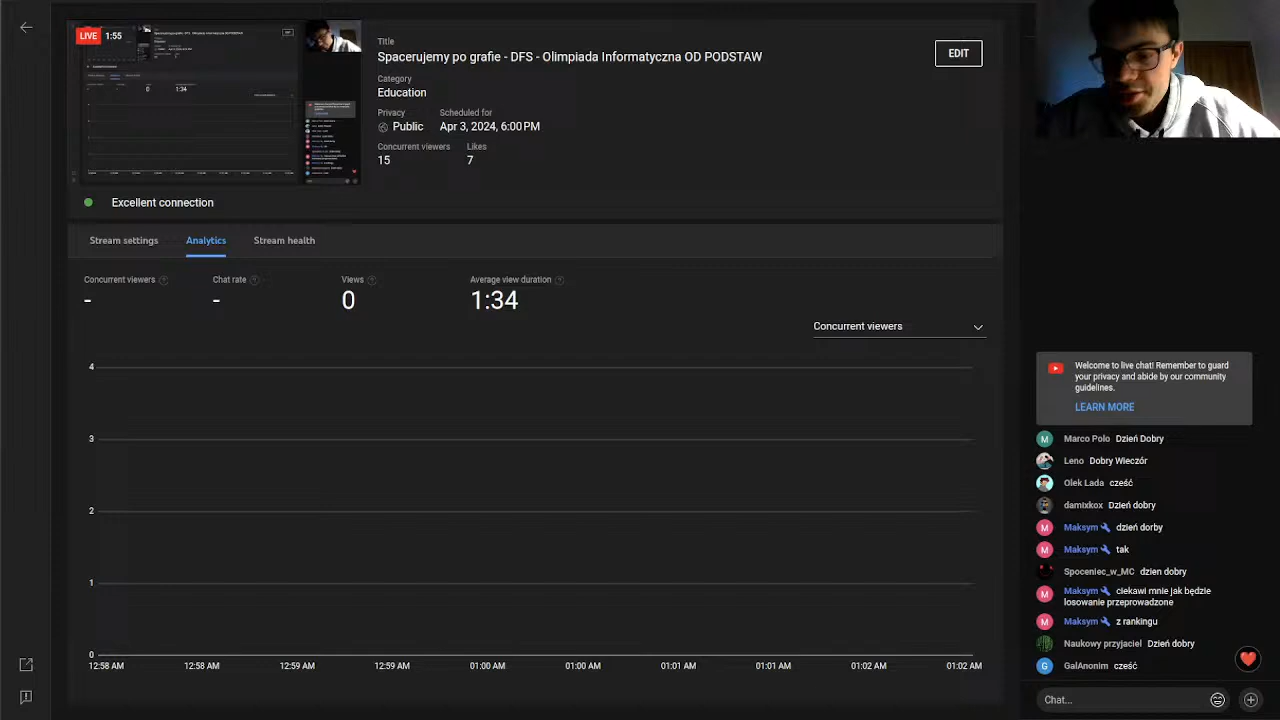 LIVE 1:55
Title
Spacerujemy po grafie - DFS - Olimpiada Informatyczna OD PODSTAW
EDIT
Category
Education
Privacy Scheduled for
Public Apr 3, 2024, 6:00 PM
Concurrent viewers Likes
15 7
Excellent connection
Stream settings Analytics Stream health
Concurrent viewers Chat rate Views Average view duration
- - 0 1:34
Concurrent viewers
4
3
2
1
0
12:58 AM 12:58 AM 12:59 AM 12:59 AM 01:00 AM 01:00 AM 01:01 AM 01:01 AM 01:02 AM 01:02 AM
Welcome to live chat! Remember to guard
your privacy and abide by our community
guidelines.
LEARN MORE
Marco Polo Dzień Dobry
Leno Dobry Wieczór
Olek Lada cześć
damixkox Dzień dobry
M Maksym dzień dorby
M Maksym tak
Spoceniec_w_MC dzien dobry
M Maksym ciekawi mnie jak będzie
losowanie przeprowadzone
M Maksym z rankingu
Naukowy przyjaciel Dzień dobry
G GalAnonim cześć
Chat...